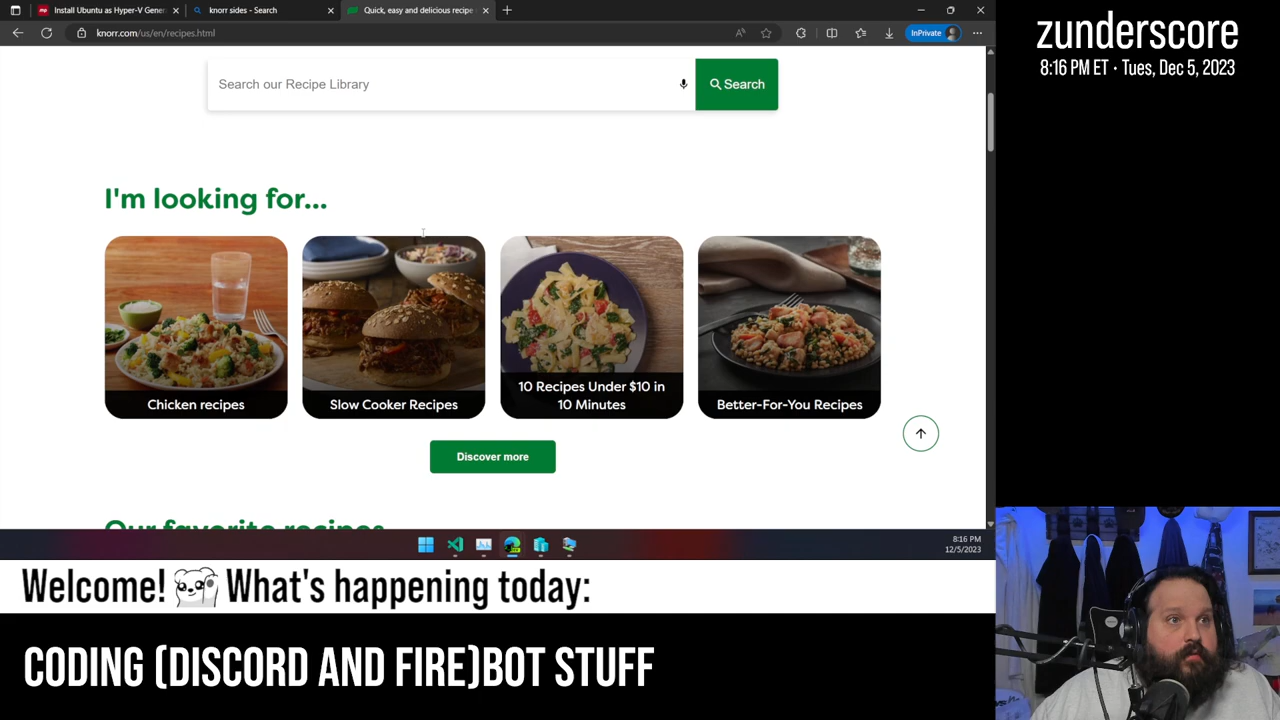 Install Ubuntu as Hyper-V Gener
knorr sides - Search
Quick, easy and delicious recipe
knorr.com/us/en/recipes.html
InPrivate
Search our Recipe Library
Search
I'm looking for...
Chicken recipes
Slow Cooker Recipes
10 Recipes Under $10 in
10 Minutes
Better-For-You Recipes
Discover more
Our favorite recipes
8:16 PM
12/5/2023
zunderscore
8:16 PM ET • Tues, Dec 5, 2023
Welcome! What's happening today:
CODING (DISCORD AND FIRE)BOT STUFF